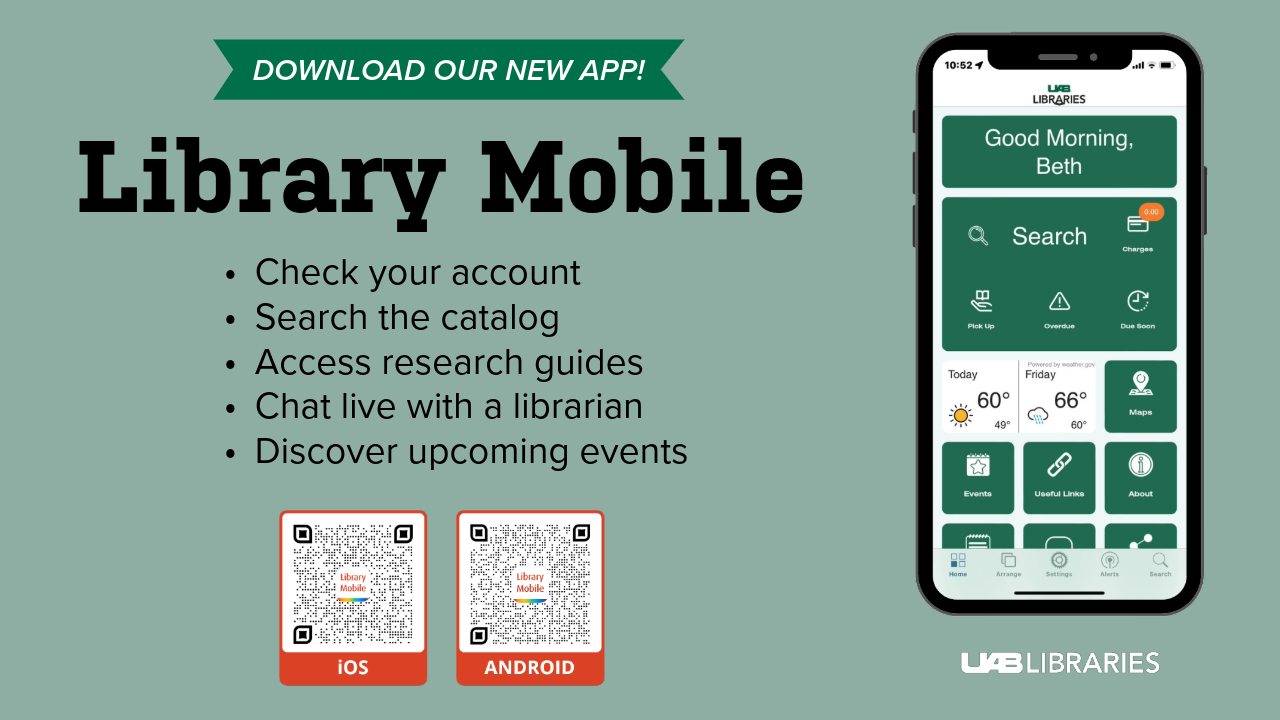 DOWNLOAD OUR NEW APP!
Library Mobile
• Check your account
• Search the catalog
• Access research guides
• Chat live with a librarian
• Discover upcoming events
Library
Mobile
iOS
Library
Mobile
ANDROID
10:52
UAB
LIBRARIES
Good Morning,
Beth
Search
0.00
Charges
Pick Up
Overdue
Due Soon
Powered by weather.gov
Today
60°
49°
Friday
66°
60°
Maps
Events
Useful Links
About
Home
Arrange
Settings
Alerts
Search
UAB LIBRARIES